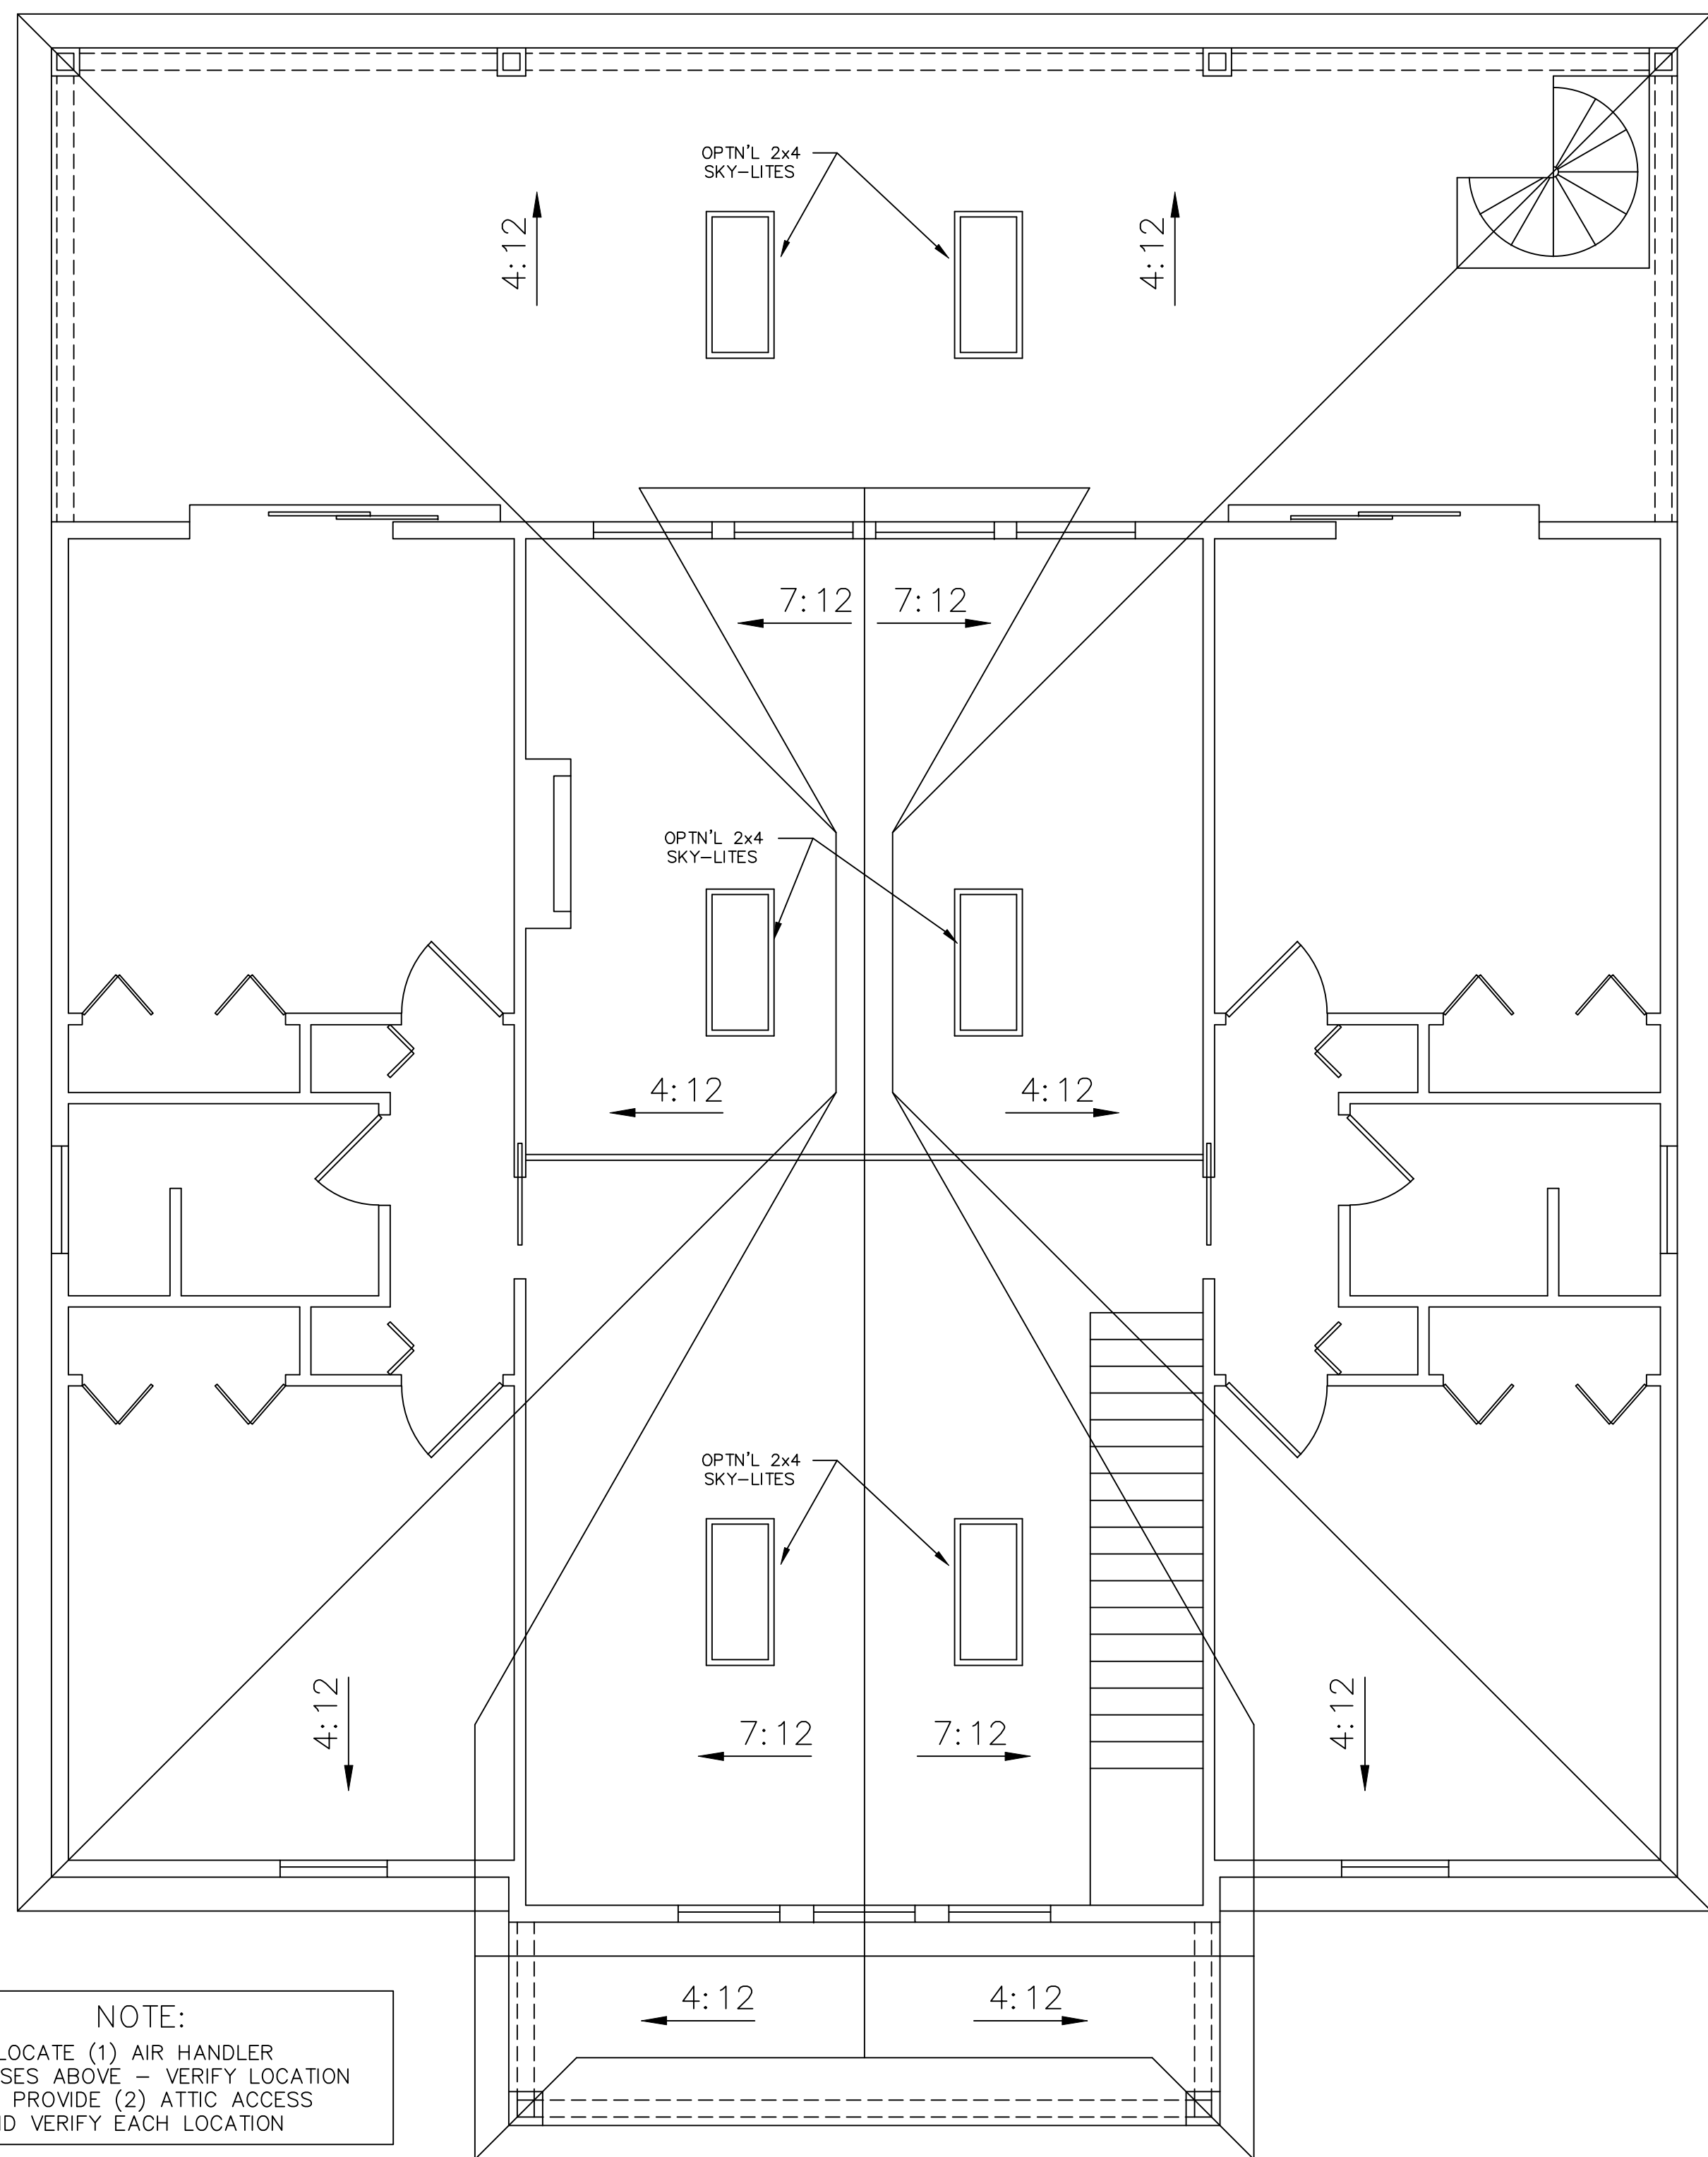 OPTN'L 2x4
SKY-LITES
4:12
4:12
7:12
7:12
OPTN'L 2x4
SKY-LITES
4:12
4:12
OPTN'L 2x4
SKY-LITES
4:12
4:12
7:12
7:12
4:12
4:12
NOTE:
LOCATE (1) AIR HANDLER
ABOVE - VERIFY LOCATION
PROVIDE (2) ATTIC ACCESS
VERIFY EACH LOCATION